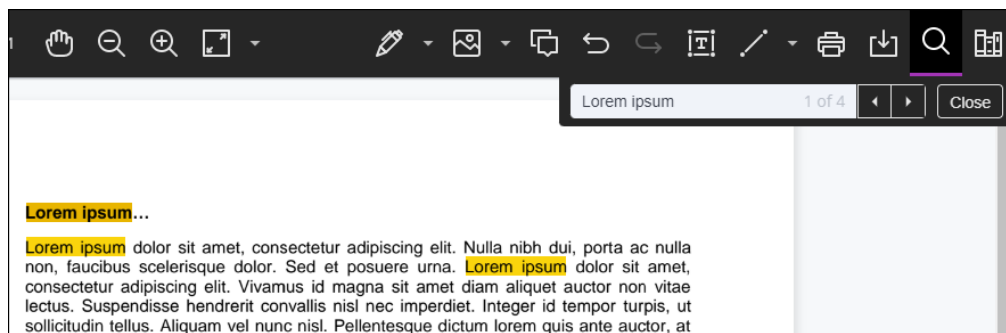 Lorem ipsum 1 of 4 Close
Lorem ipsum...
Lorem ipsum dolor sit amet, consectetur adipiscing elit. Nulla nibh dui, porta ac nulla
non, faucibus scelerisque dolor. Sed et posuere urna. Lorem ipsum dolor sit amet,
consectetur adipiscing elit. Vivamus id magna sit amet diam aliquet auctor non vitae
lectus. Suspendisse hendrerit convallis nisl nec imperdiet. Integer id tempor turpis, ut
sollicitudin tellus. Aliquam vel nunc nisl. Pellentesque dictum lorem quis ante auctor, at